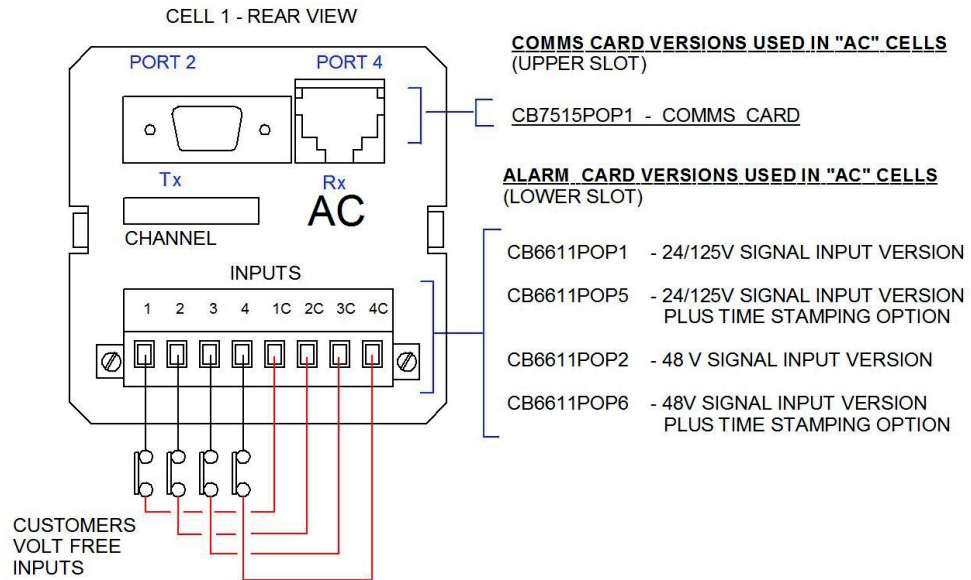 CELL 1 - REAR VIEW
PORT 2
PORT 4
Tx
Rx
AC
CHANNEL
INPUTS
1 2 3 4 1C 2C 3C 4C
CUSTOMERS
VOLT FREE
INPUTS
COMMS CARD VERSIONS USED IN "AC" CELLS
(UPPER SLOT)
CB7515POP1 - COMMS CARD
ALARM CARD VERSIONS USED IN "AC" CELLS
(LOWER SLOT)
CB6611POP1 - 24/125V SIGNAL INPUT VERSION
CB6611POP5 - 24/125V SIGNAL INPUT VERSION
PLUS TIME STAMPING OPTION
CB6611POP2 - 48 V SIGNAL INPUT VERSION
CB6611POP6 - 48V SIGNAL INPUT VERSION
PLUS TIME STAMPING OPTION